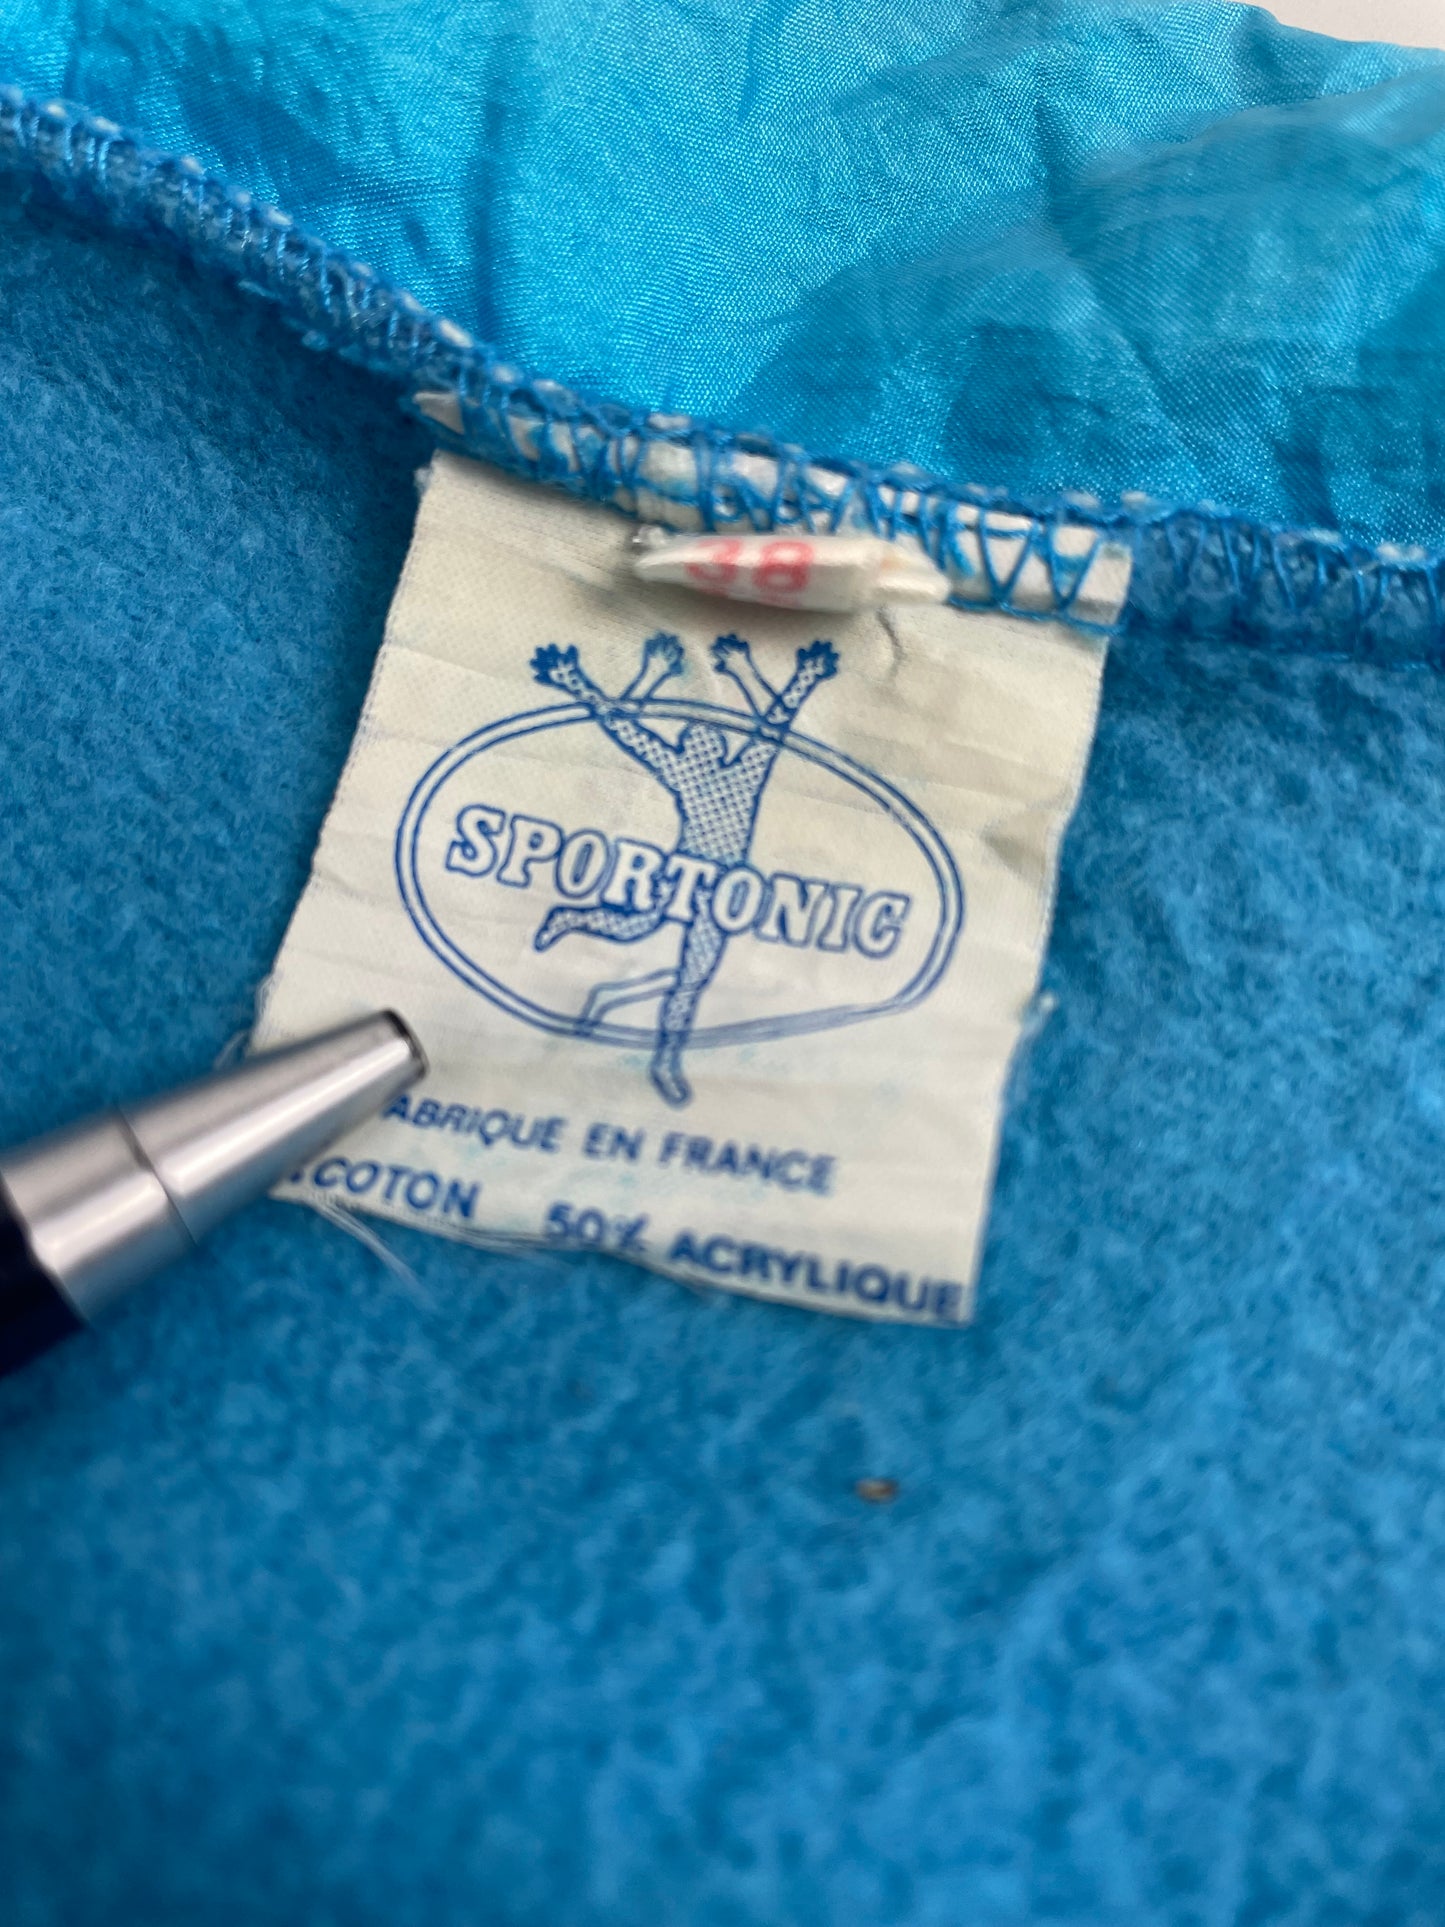 38
SPORTONIC
ABRIQUE EN FRANCE
COTON 50% ACRYLIQUE